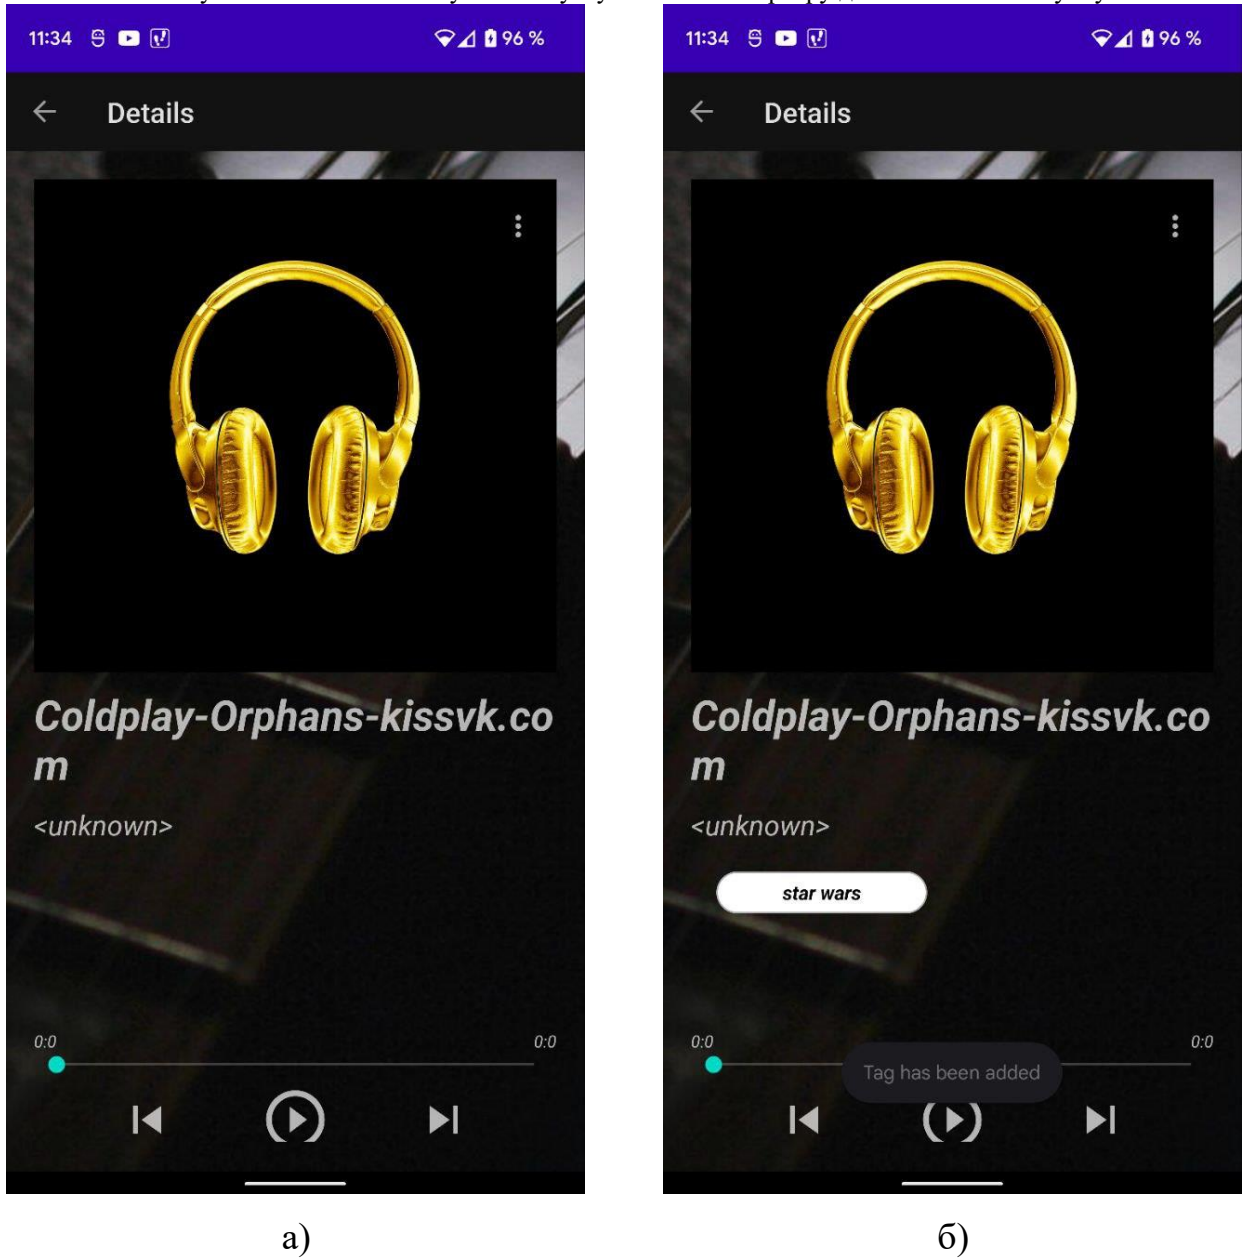 11:34 96 %
Details
Coldplay-Orphans-kissvk.co
m
<unknown>
0:0 0:0
а)
11:34 96 %
Details
Coldplay-Orphans-kissvk.co
m
<unknown>
star wars
0:0 0:0
Tag has been added
б)